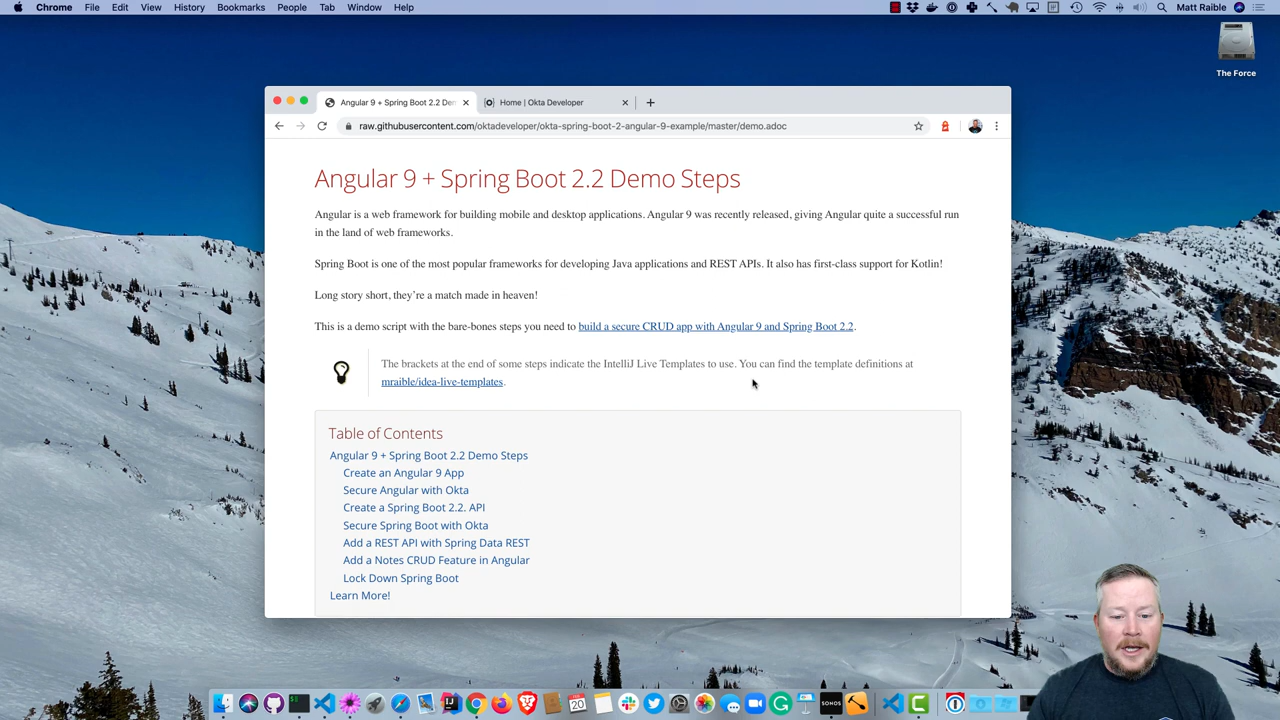 Chrome File Edit View History Bookmarks People Tab Window Help Matt Raible
The Force
Angular 9 + Spring Boot 2.2 Den Home | Okta Developer
raw.githubusercontent.com/oktadeveloper/okta-spring-boot-2-angular-9-example/master/demo.adoc
Angular 9 + Spring Boot 2.2 Demo Steps
Angular is a web framework for building mobile and desktop applications. Angular 9 was recently released, giving Angular quite a successful run
in the land of web frameworks.
Spring Boot is one of the most popular frameworks for developing Java applications and REST APIs. It also has first-class support for Kotlin!
Long story short, they’re a match made in heaven!
This is a demo script with the bare-bones steps you need to build a secure CRUD app with Angular 9 and Spring Boot 2.2.
The brackets at the end of some steps indicate the IntelliJ Live Templates to use. You can find the template definitions at
mraible/idea-live-templates.
Table of Contents
Angular 9 + Spring Boot 2.2 Demo Steps
Create an Angular 9 App
Secure Angular with Okta
Create a Spring Boot 2.2. API
Secure Spring Boot with Okta
Add a REST API with Spring Data REST
Add a Notes CRUD Feature in Angular
Lock Down Spring Boot
Learn More!
20
SONOS